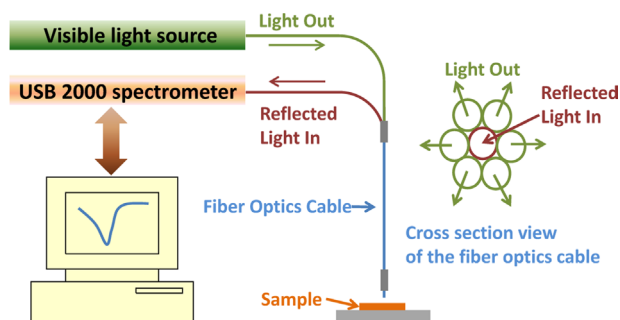 Light Out
Visible light source
USB 2000 spectrometer
Reflected
Light In
Light Out
Reflected
Light In
Fiber Optics Cable
Cross section view
of the fiber optics cable
Sample